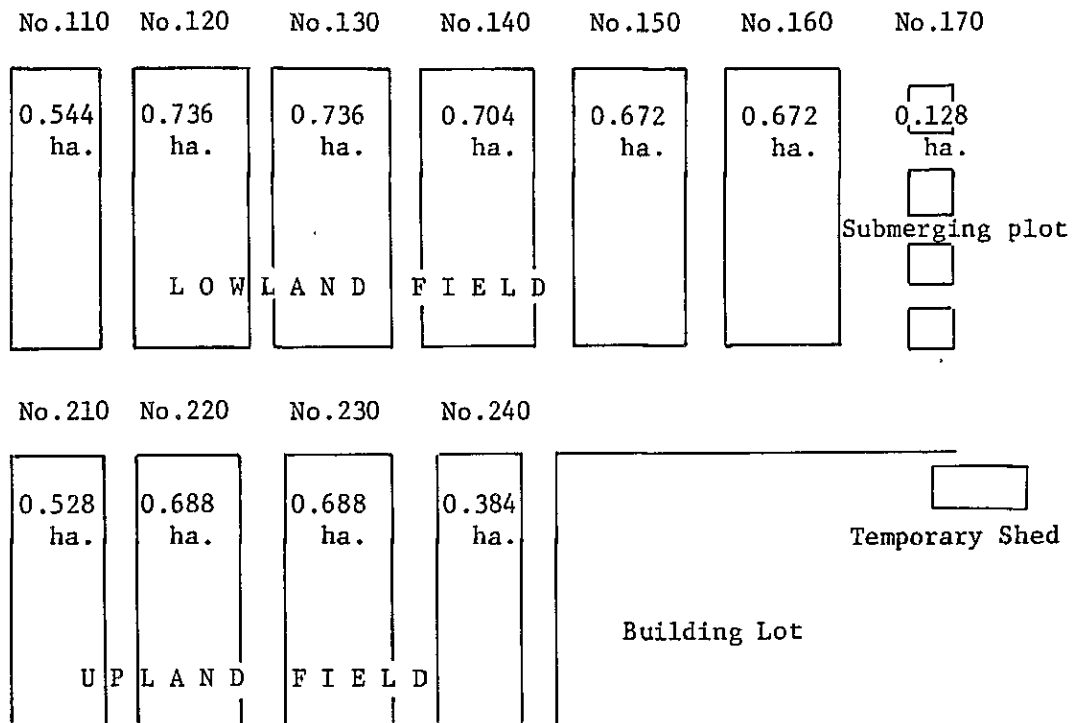 No.110 No.120 No.130 No.140 No.150 No.160 No.170
0.544 0.736 0.736 0.704 0.672 0.672 0.128
ha. ha. ha. ha. ha. ha. ha.
Submerging plot
LOWLAND FIELD
No.210 No.220 No.230 No.240
0.528 0.688 0.688 0.384
ha. ha. ha. ha.
Temporary Shed
Building Lot
UPLAND FIELD